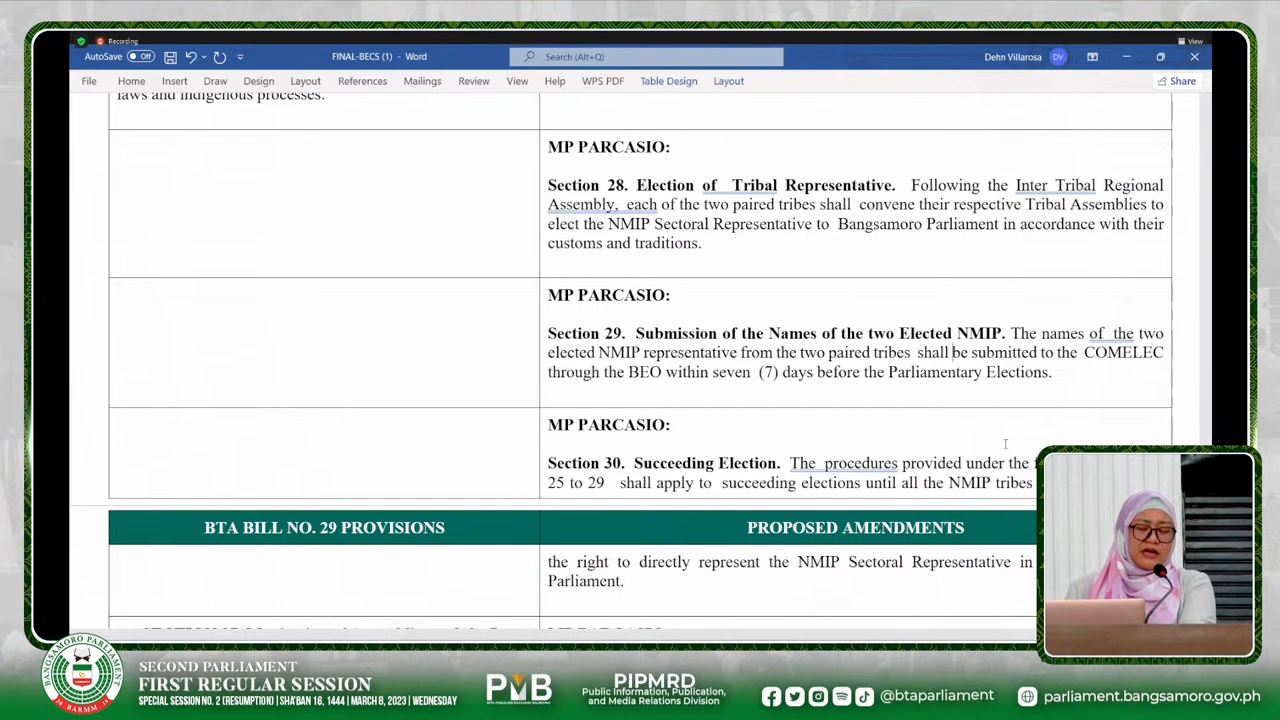 Recording
View
AutoSave Off
FINAL-BECS (1) - Word
Search (Alt+Q)
Dehn Villarosa
DV
File Home Insert Draw Design Layout References Mailings Review View Help WPS PDF Table Design Layout
Share
laws and indigenous processes.
MP PARCASIO:
Section 28. Election of Tribal Representative. Following the Inter Tribal Regional
Assembly, each of the two paired tribes shall convene their respective Tribal Assemblies to
elect the NMIP Sectoral Representative to Bangsamoro Parliament in accordance with their
customs and traditions.
MP PARCASIO:
Section 29. Submission of the Names of the two Elected NMIP. The names of the two
elected NMIP representative from the two paired tribes shall be submitted to the COMELEC
through the BEO within seven (7) days before the Parliamentary Elections.
MP PARCASIO:
Section 30. Succeeding Election. The procedures provided under the
25 to 29 shall apply to succeeding elections until all the NMIP tribes
BTA BILL NO. 29 PROVISIONS
PROPOSED AMENDMENTS
the right to directly represent the NMIP Sectoral Representative in
Parliament.
BANGSAMORO PARLIAMENT
BARMM
SECOND PARLIAMENT
FIRST REGULAR SESSION
SPECIAL SESSION NO. 2 (RESUMPTION) | SHA'BAN 16, 1444 | MARCH 8, 2023 | WEDNESDAY
PMB
PIPMRD
Public Information, Publication,
and Media Relations Division
@btaparliament
parliament.bangsamoro.gov.ph